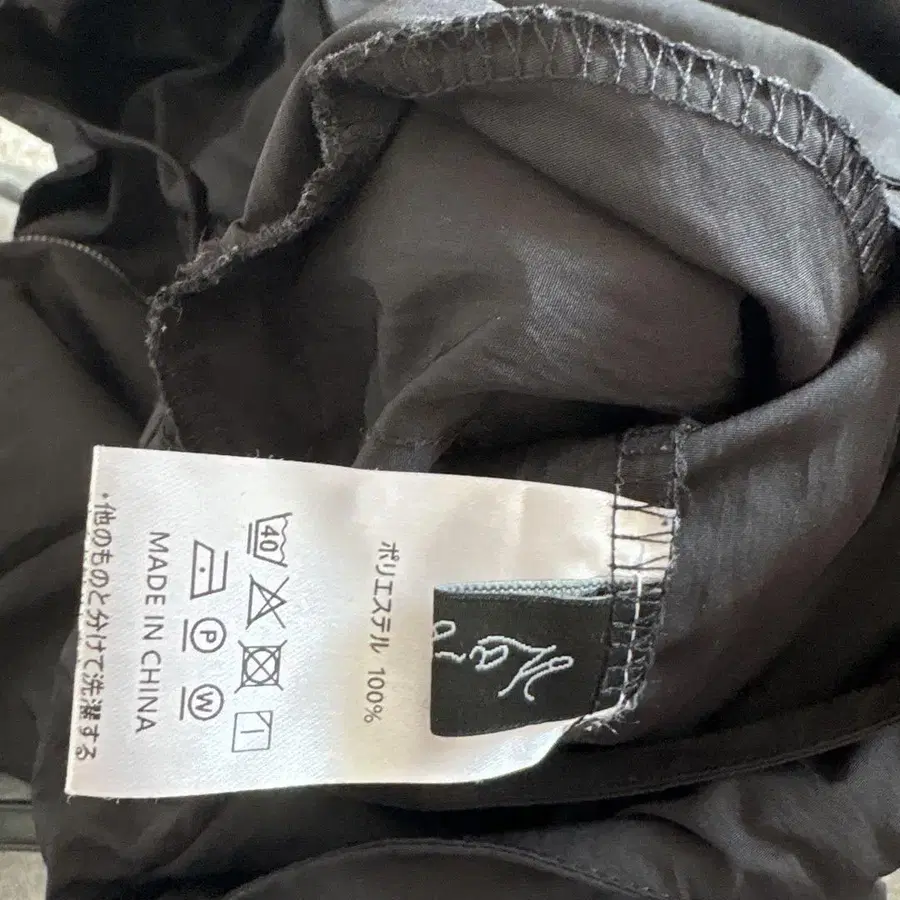 ポリエステル 100%
40
P
W
MADE IN CHINA
・他のものと分けて洗濯する